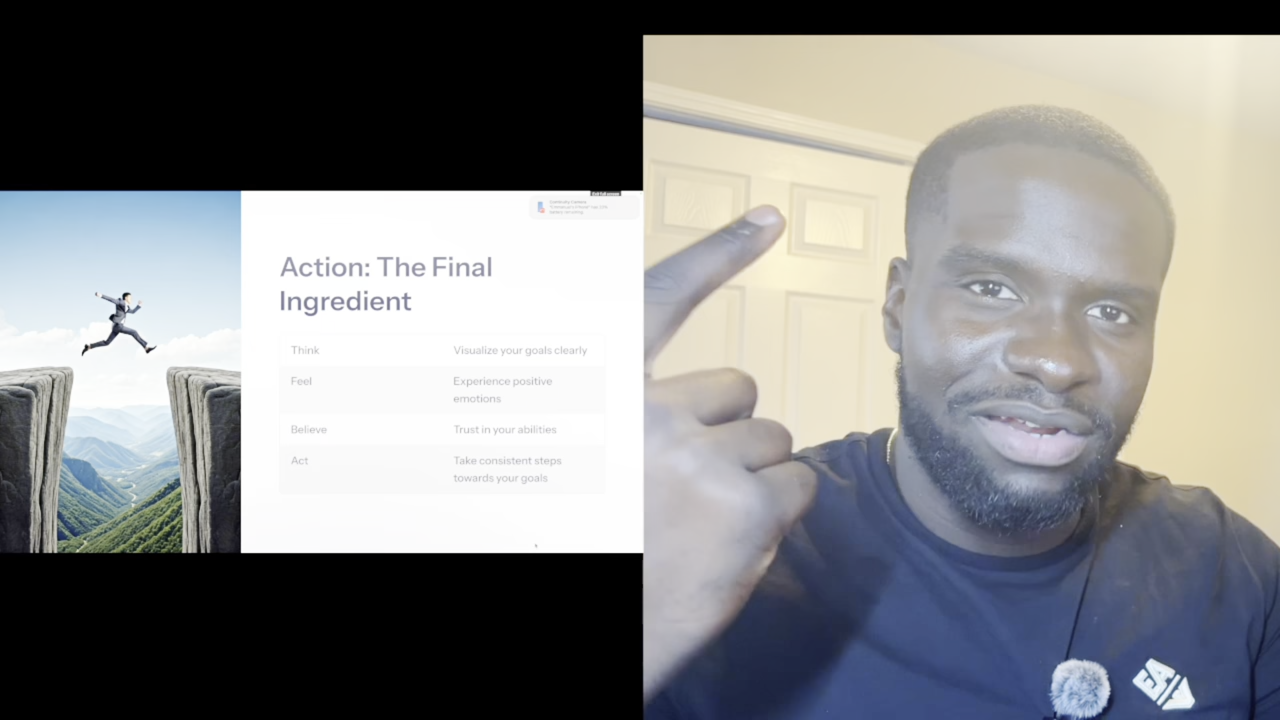 Action: The Final
Ingredient
Think Visualize your goals clearly
Feel Experience positive
emotions
Believe Trust in your abilities
Act Take consistent steps
towards your goals